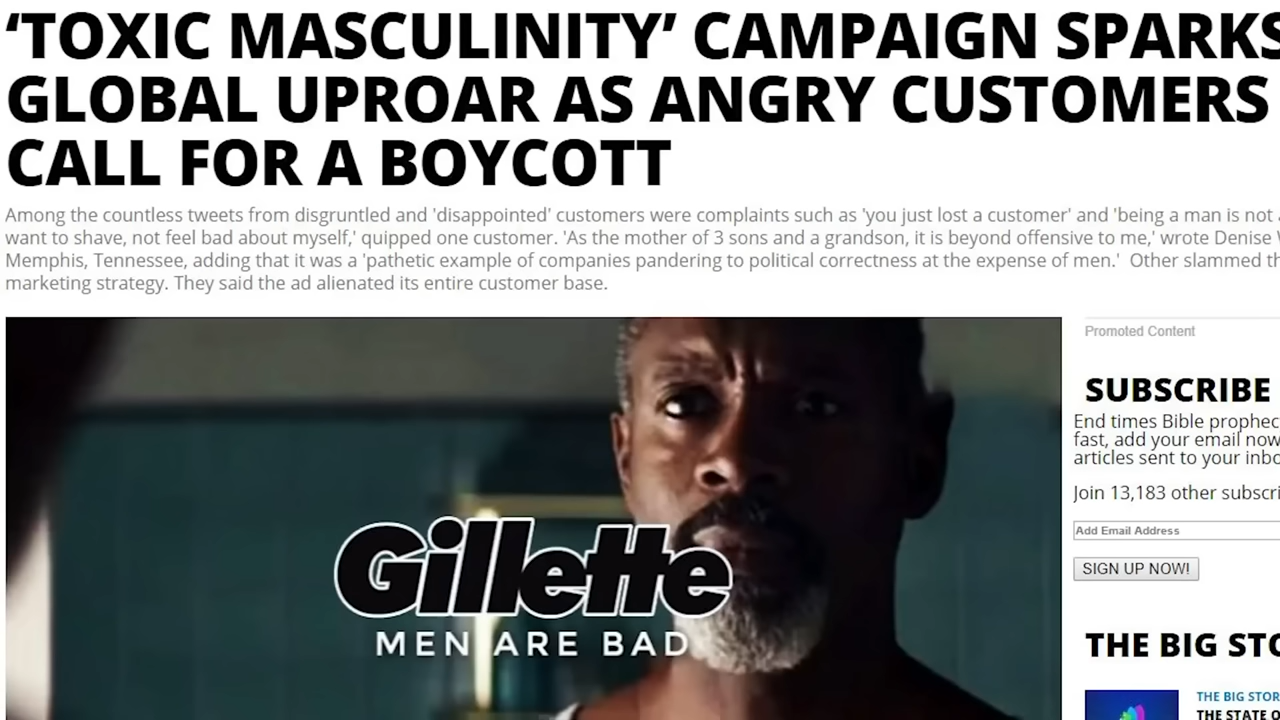 ‘TOXIC MASCULINITY’ CAMPAIGN SPARKS
GLOBAL UPROAR AS ANGRY CUSTOMERS
CALL FOR A BOYCOTT
Among the countless tweets from disgruntled and 'disappointed' customers were complaints such as 'you just lost a customer' and 'being a man is not
want to shave, not feel bad about myself,' quipped one customer. 'As the mother of 3 sons and a grandson, it is beyond offensive to me,' wrote Denise
Memphis, Tennessee, adding that it was a 'pathetic example of companies pandering to political correctness at the expense of men.' Other slammed
marketing strategy. They said the ad alienated its entire customer base.
Gillette
MEN ARE BAD
Promoted Content
SUBSCRIBE
End times Bible
fast, add your email now
articles sent to your
Join 13,183 other
Add Email Address
SIGN UP NOW!
THE BIG
THE BIG
THE STATE